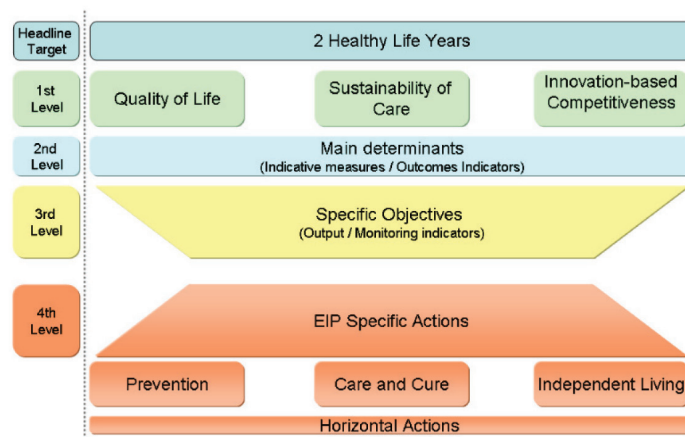 Headline
Target
2 Healthy Life Years
1st
Level
Quality of Life
Sustainability of
Care
Innovation-based
Competitiveness
2nd
Level
Main determinants
(Indicative measures / Outcomes Indicators)
3rd
Level
Specific Objectives
(Output / Monitoring indicators)
4th
Level
EIP Specific Actions
Prevention
Care and Cure
Independent Living
Horizontal Actions